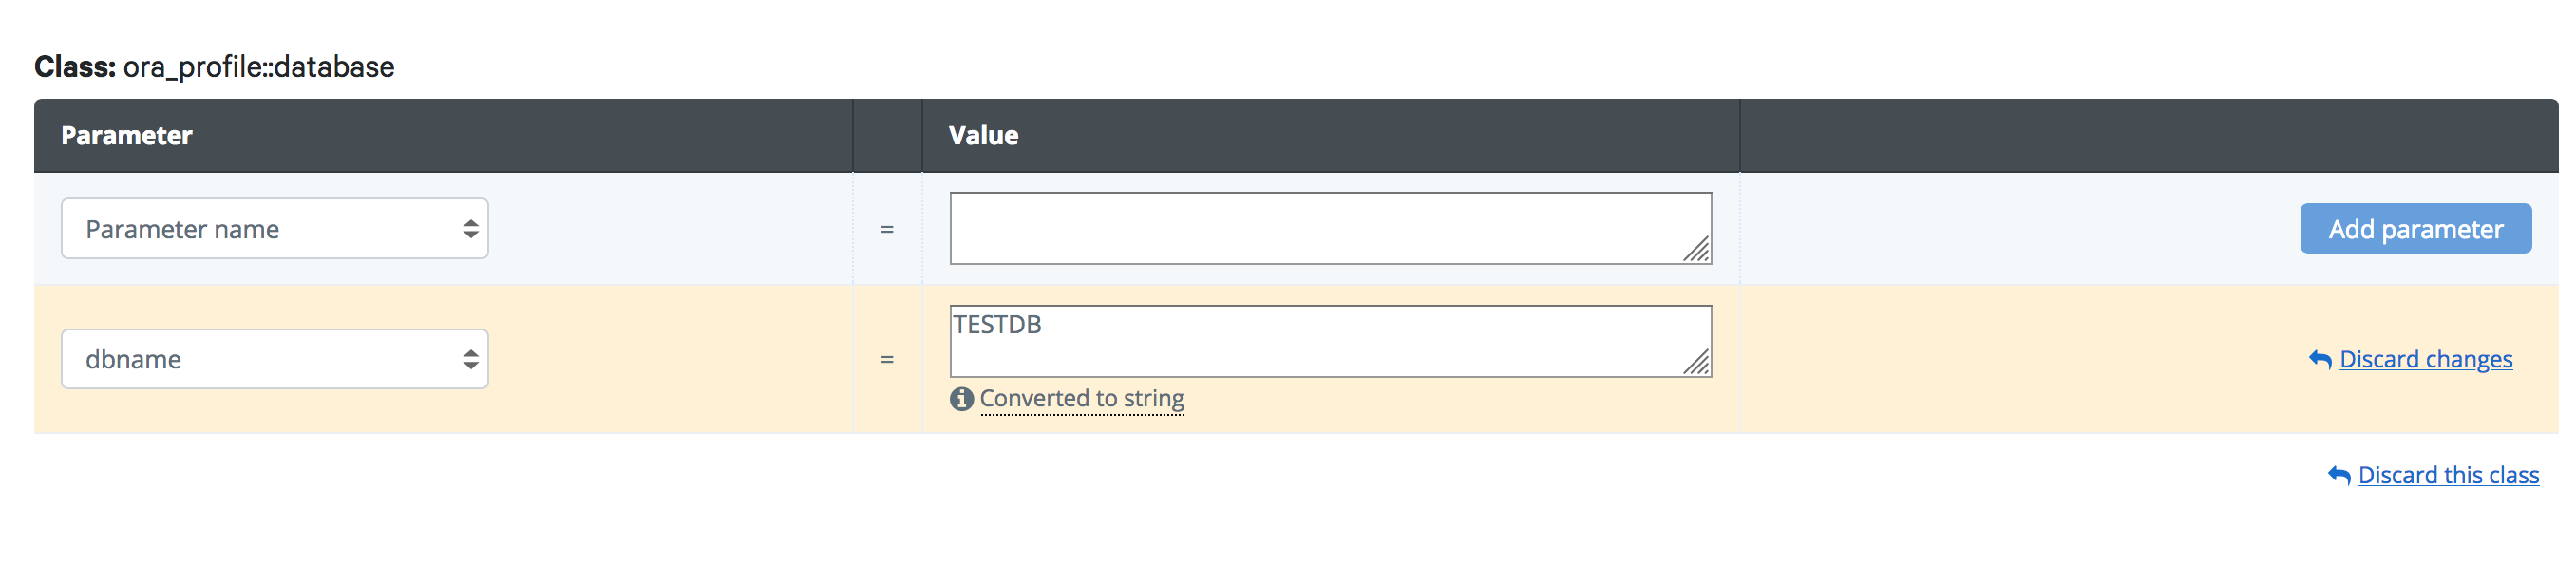 Class: ora_profile::database
Parameter Value
Parameter name = Add parameter
dbname = TESTDB Discard changes
Converted to string
Discard this class